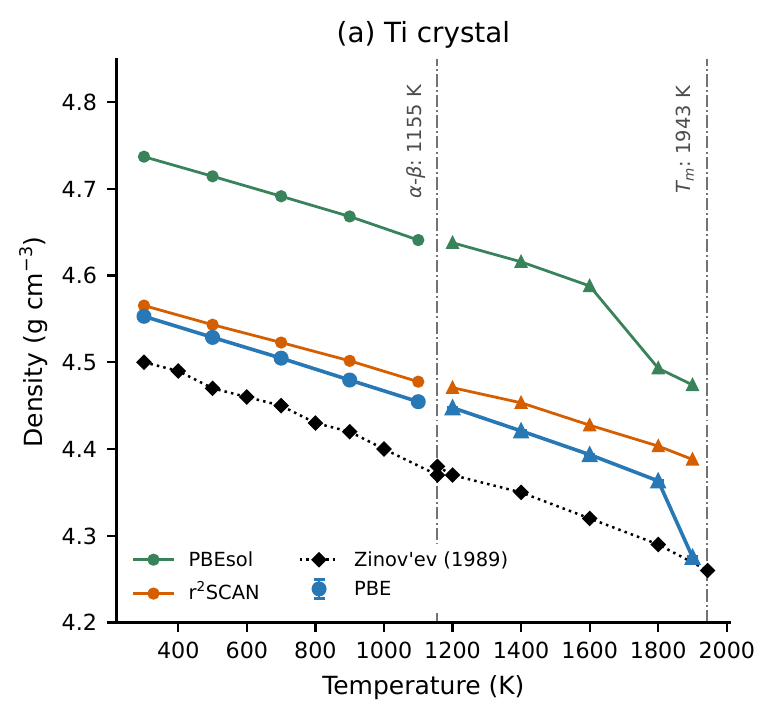 (a) Ti crystal
α-β: 1155 K
T_m: 1943 K
Density (g cm⁻³)
4.8
4.7
4.6
4.5
4.4
4.3
4.2
PBEsol
r²SCAN
Zinov'ev (1989)
PBE
400 600 800 1000 1200 1400 1600 1800 2000
Temperature (K)